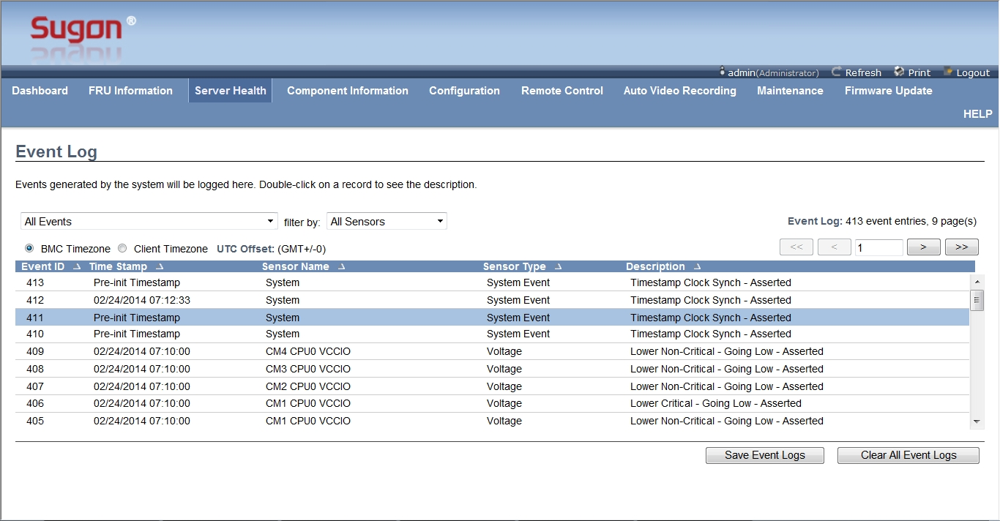 Sugon®
admin(Administrator) Refresh Print Logout
Dashboard FRU Information Server Health Component Information Configuration Remote Control Auto Video Recording Maintenance Firmware Update
HELP
Event Log
Events generated by the system will be logged here. Double-click on a record to see the description.
All Events filter by: All Sensors Event Log: 413 event entries, 9 page(s)
BMC Timezone Client Timezone UTC Offset: (GMT+/-0) << < 1 > >>
Event ID Time Stamp Sensor Name Sensor Type Description
413 Pre-init Timestamp System System Event Timestamp Clock Synch - Asserted
412 02/24/2014 07:12:33 System System Event Timestamp Clock Synch - Asserted
411 Pre-init Timestamp System System Event Timestamp Clock Synch - Asserted
410 Pre-init Timestamp System System Event Timestamp Clock Synch - Asserted
409 02/24/2014 07:10:00 CM4 CPU0 VCCIO Voltage Lower Non-Critical - Going Low - Asserted
408 02/24/2014 07:10:00 CM3 CPU0 VCCIO Voltage Lower Non-Critical - Going Low - Asserted
407 02/24/2014 07:10:00 CM2 CPU0 VCCIO Voltage Lower Non-Critical - Going Low - Asserted
406 02/24/2014 07:10:00 CM1 CPU0 VCCIO Voltage Lower Critical - Going Low - Asserted
405 02/24/2014 07:10:00 CM1 CPU0 VCCIO Voltage Lower Non-Critical - Going Low - Asserted
Save Event Logs Clear All Event Logs